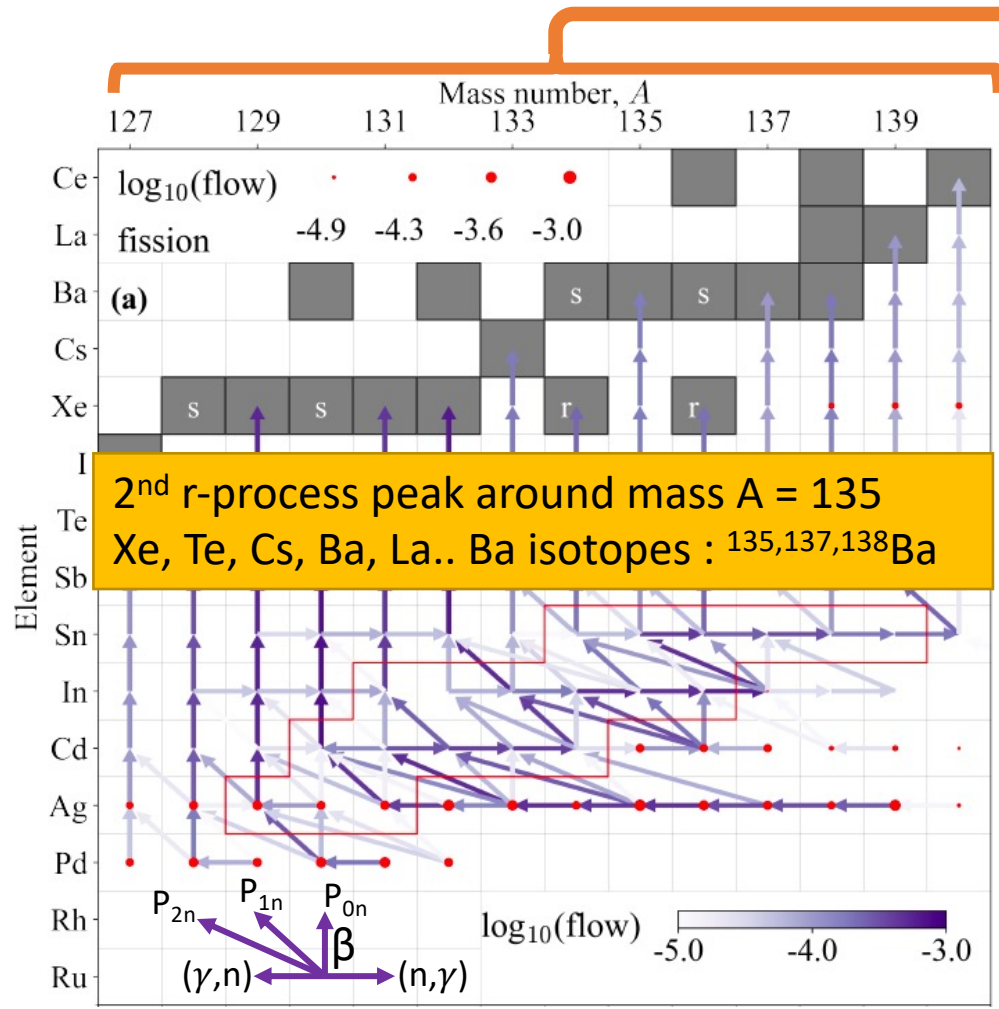 Mass number, A
127 129 131 133 135 137 139
Ce log₁₀(flow)
-4.9 -4.3 -3.6 -3.0
La fission
Ba (a) s s
Cs
Xe s s r r
I
2ⁿᵈ r-process peak around mass A = 135
Te
Xe, Te, Cs, Ba, La.. Ba isotopes : ¹³⁵,¹³⁷,¹³⁸Ba
Sb
Element
Sn
In
Cd
Ag
Pd
P₂ₙ P₁ₙ P₀ₙ
Rh β log₁₀(flow)
-5.0 -4.0 -3.0
Ru (γ,n) (n,γ)